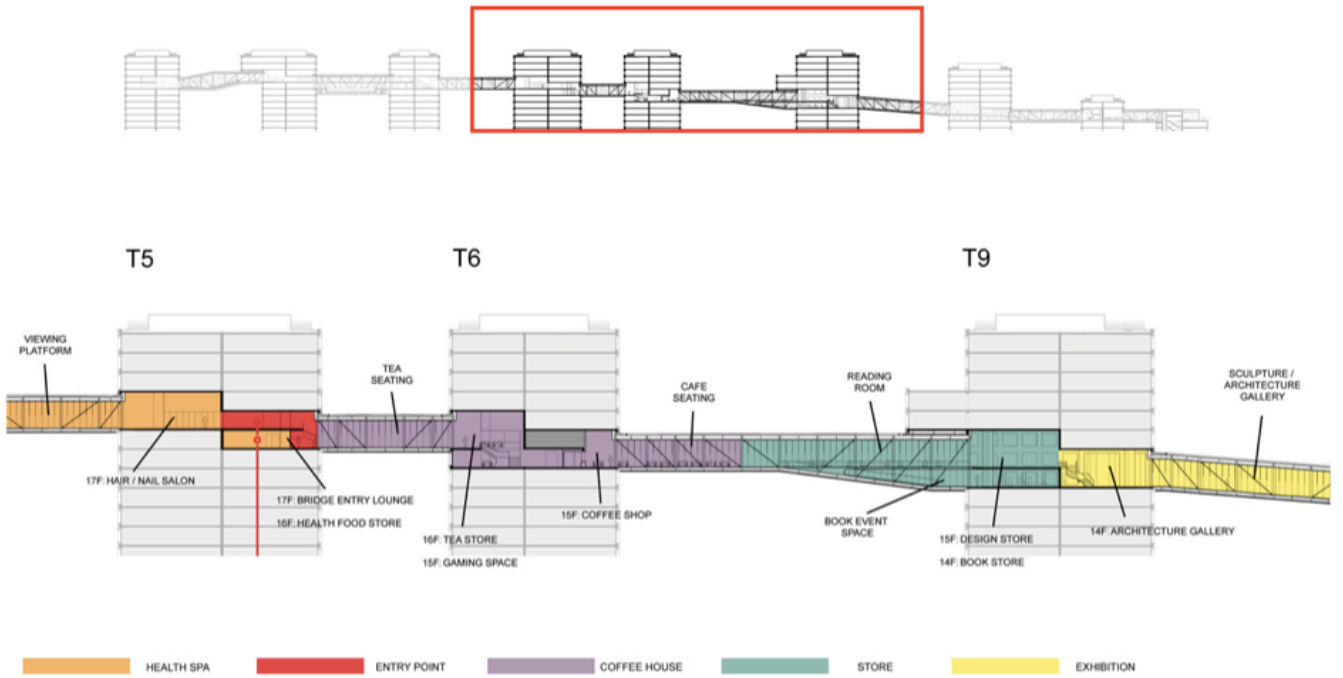 T5
T6
T9
VIEWING
PLATFORM
TEA
SEATING
CAFE
SEATING
READING
ROOM
SCULPTURE /
ARCHITECTURE
GALLERY
17F: HAIR / NAIL SALON
17F: BRIDGE ENTRY LOUNGE
16F: HEALTH FOOD STORE
16F: TEA STORE
15F: GAMING SPACE
15F: COFFEE SHOP
BOOK EVENT
SPACE
15F: DESIGN STORE
14F: BOOK STORE
14F: ARCHITECTURE GALLERY
HEALTH SPA
ENTRY POINT
COFFEE HOUSE
STORE
EXHIBITION